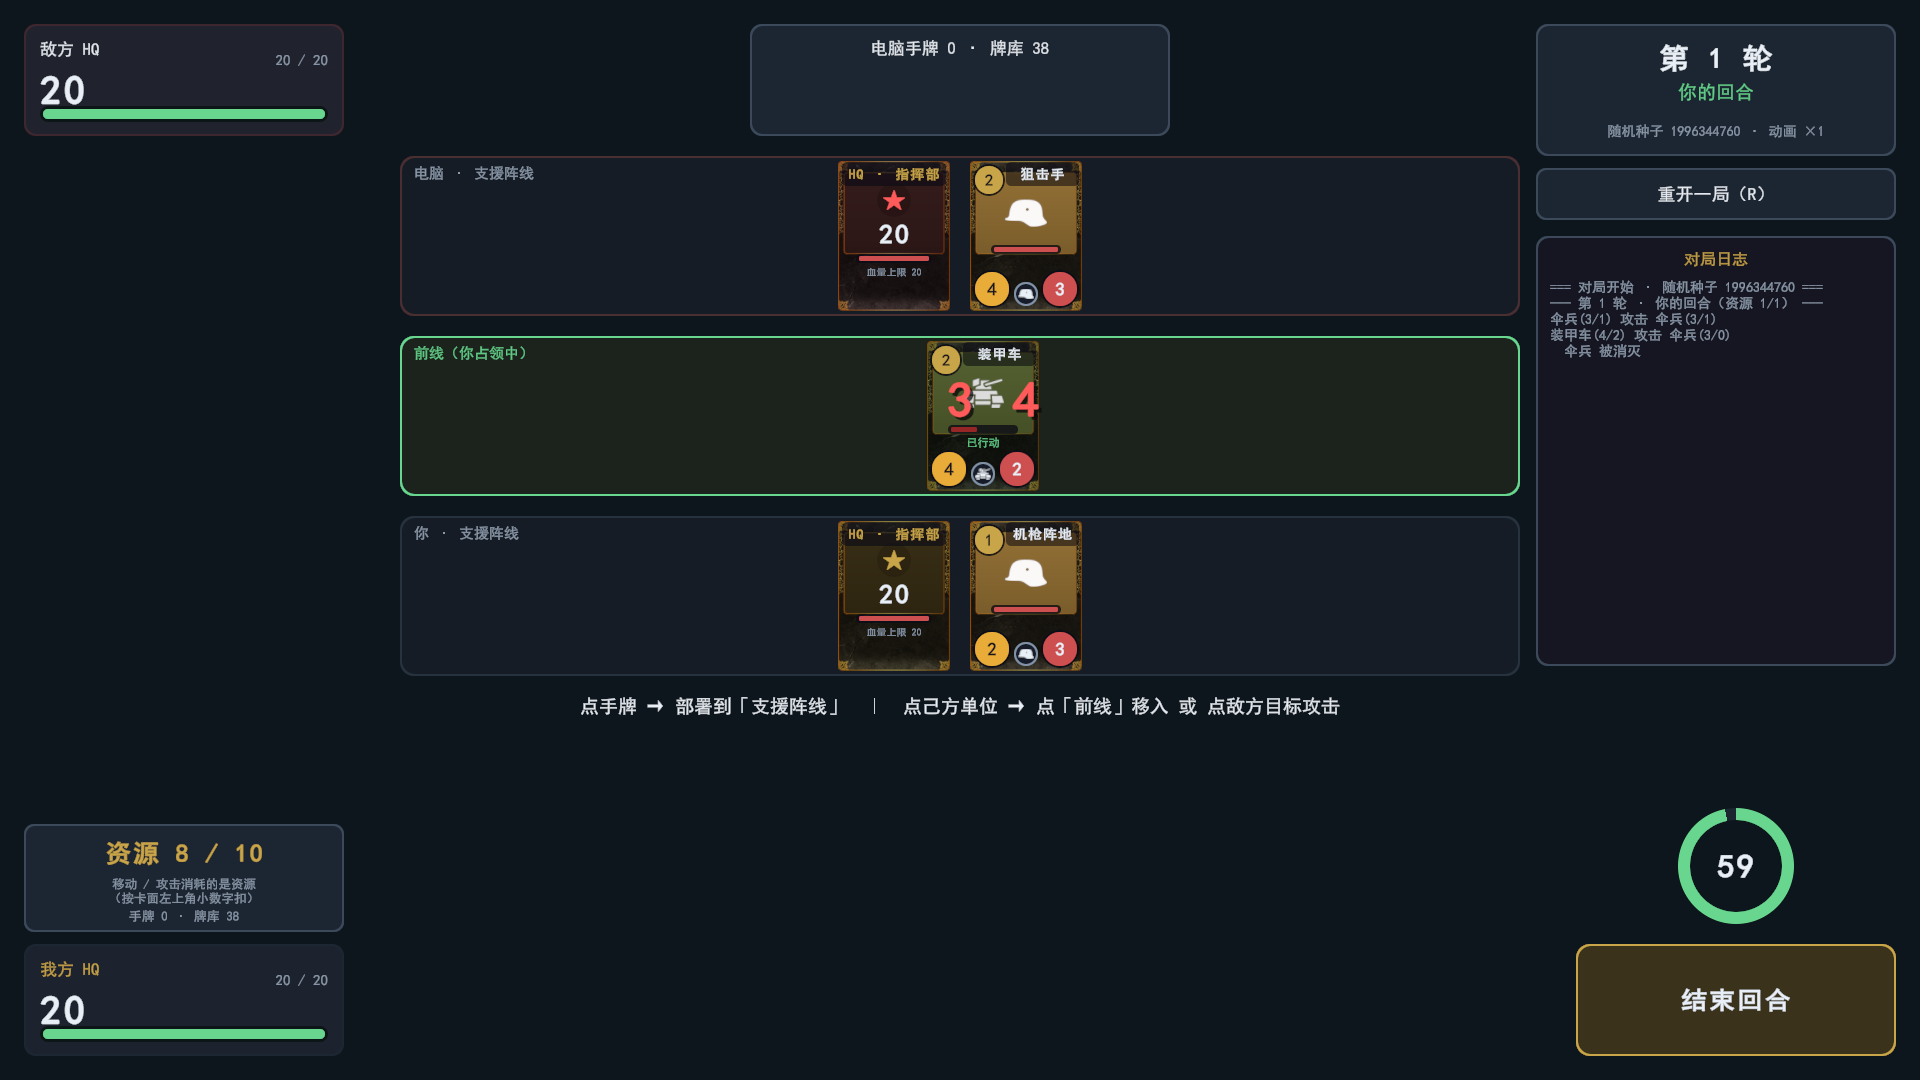 敌方 HQ
20 / 20
20
电脑手牌 0 · 牌库 38
第 1 轮
你的回合
随机种子 1996344760 · 动画 ×1
重开一局（R）
电脑 · 支援阵线
HQ · 指挥部
20
血量上限 20
2
狙击手
4
3
对局日志
═══ 对局开始 · 随机种子 1996344760 ═══
── 第 1 轮 · 你的回合（资源 1/1） ──
伞兵(3/1) 攻击 伞兵(3/1)
装甲车(4/2) 攻击 伞兵(3/0)
伞兵 被消灭
前线（你占领中）
2
装甲车
3
4
已行动
4
2
你 · 支援阵线
HQ · 指挥部
20
血量上限 20
1
机枪阵地
2
3
点手牌 → 部署到「支援阵线」 ｜ 点己方单位 → 点「前线」移入 或 点敌方目标攻击
资源 8 / 10
移动 / 攻击消耗的是资源
（按卡面左上角小数字扣）
手牌 0 · 牌库 38
59
我方 HQ
20 / 20
20
结束回合